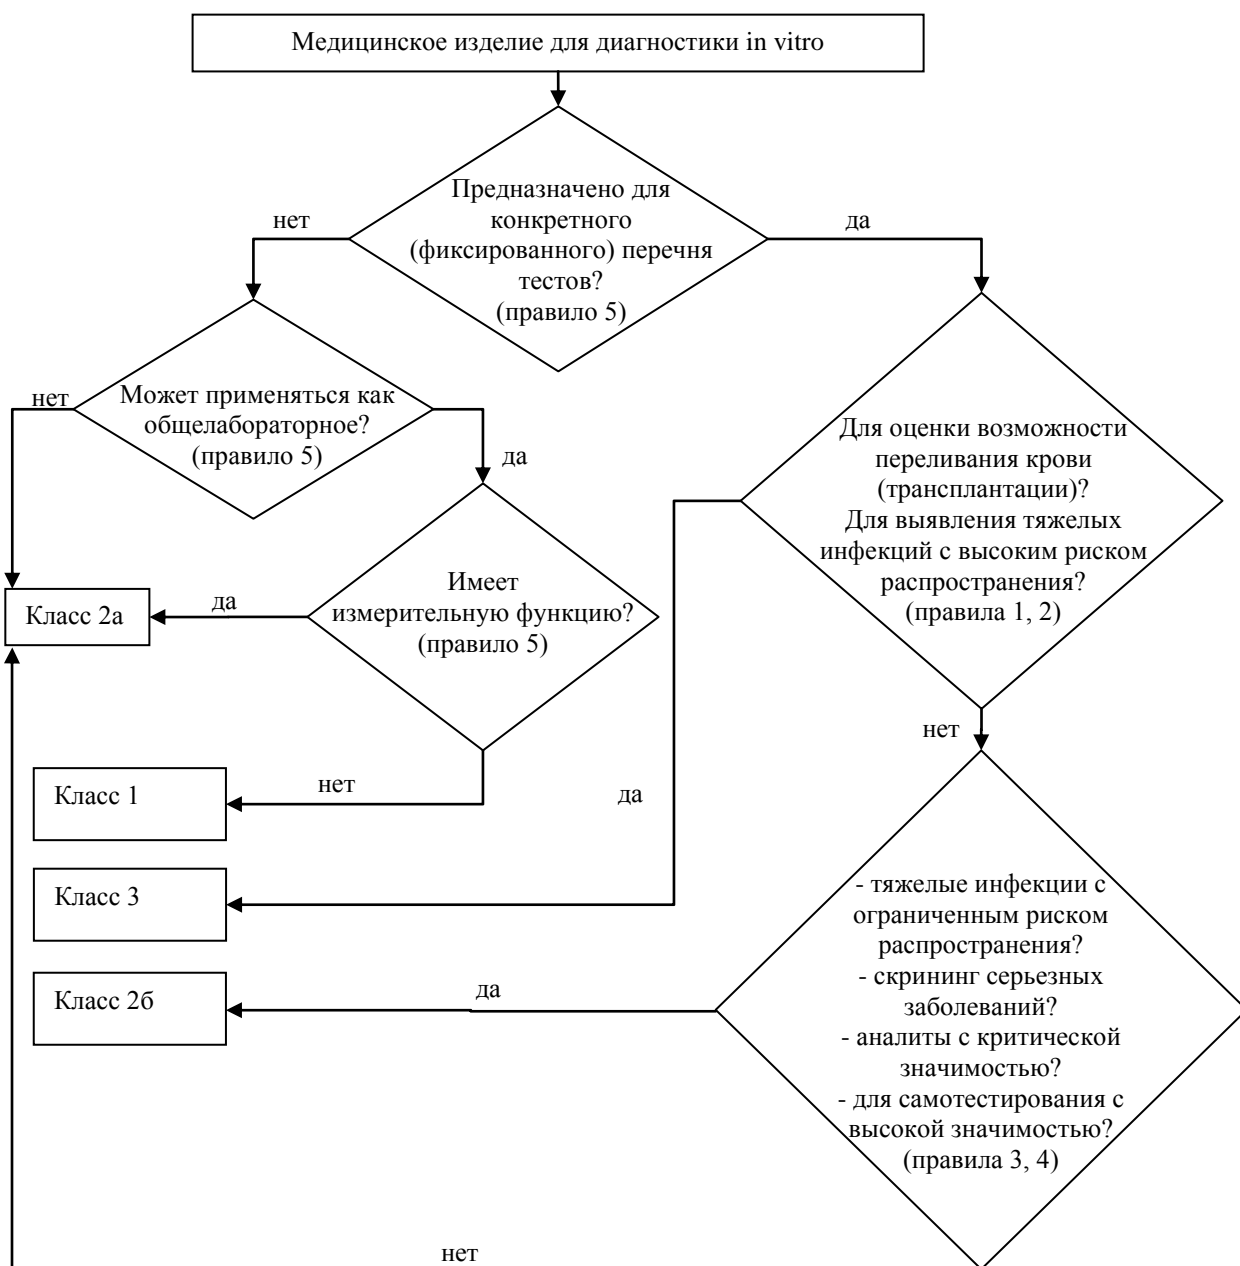 Медицинское изделие для диагностики in vitro
Предназначено для
конкретного
(фиксированного) перечня
тестов?
(правило 5)
нет
да
нет
Может применяться как
общелабораторное?
(правило 5)
да
Для оценки возможности
переливания крови
(трансплантации)?
Для выявления тяжелых
инфекций с высоким риском
распространения?
(правила 1, 2)
Имеет
измерительную функцию?
(правило 5)
да
Класс 2а
нет
нет
да
Класс 1
Класс 3
- тяжелые инфекции с
ограниченным риском
распространения?
- скрининг серьезных
заболеваний?
- аналиты с критической
значимостью?
- для самотестирования с
высокой значимостью?
(правила 3, 4)
да
Класс 2б
нет